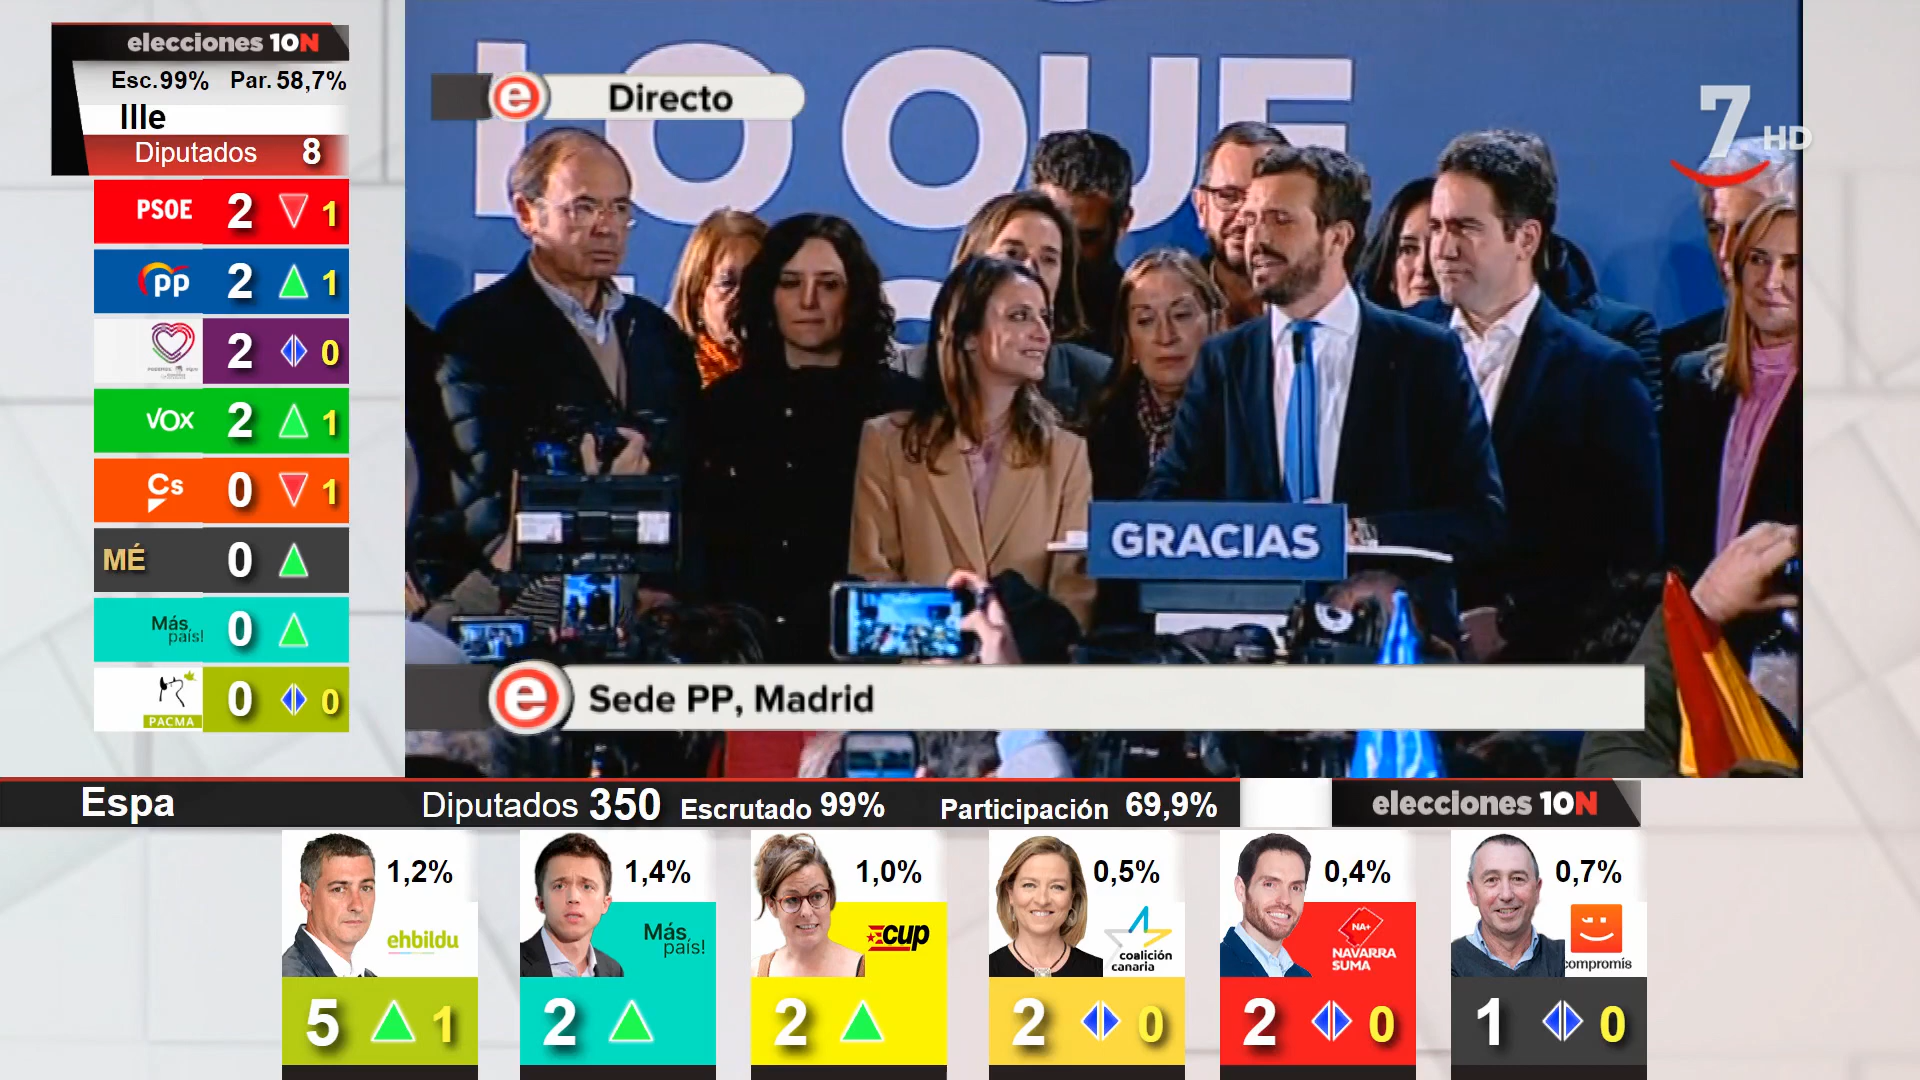 elecciones 10N
Esc. 99% Par. 58,7%
Ille
Diputados 8
PSOE 2 1
PP 2 1
PODEMOS 2 0
VOX 2 1
Cs 0 1
MÉ 0
Más país! 0
PACMA 0 0
LO QUE
e Directo
7 HD
GRACIAS
e Sede PP, Madrid
Espa Diputados 350 Escrutado 99% Participación 69,9% elecciones 10N
1,2% ehbildu 5 1
1,4% Más país! 2
1,0% cup 2
0,5% coalición canaria 2 0
0,4% NA+ NAVARRA SUMA 2 0
0,7% compromís 1 0